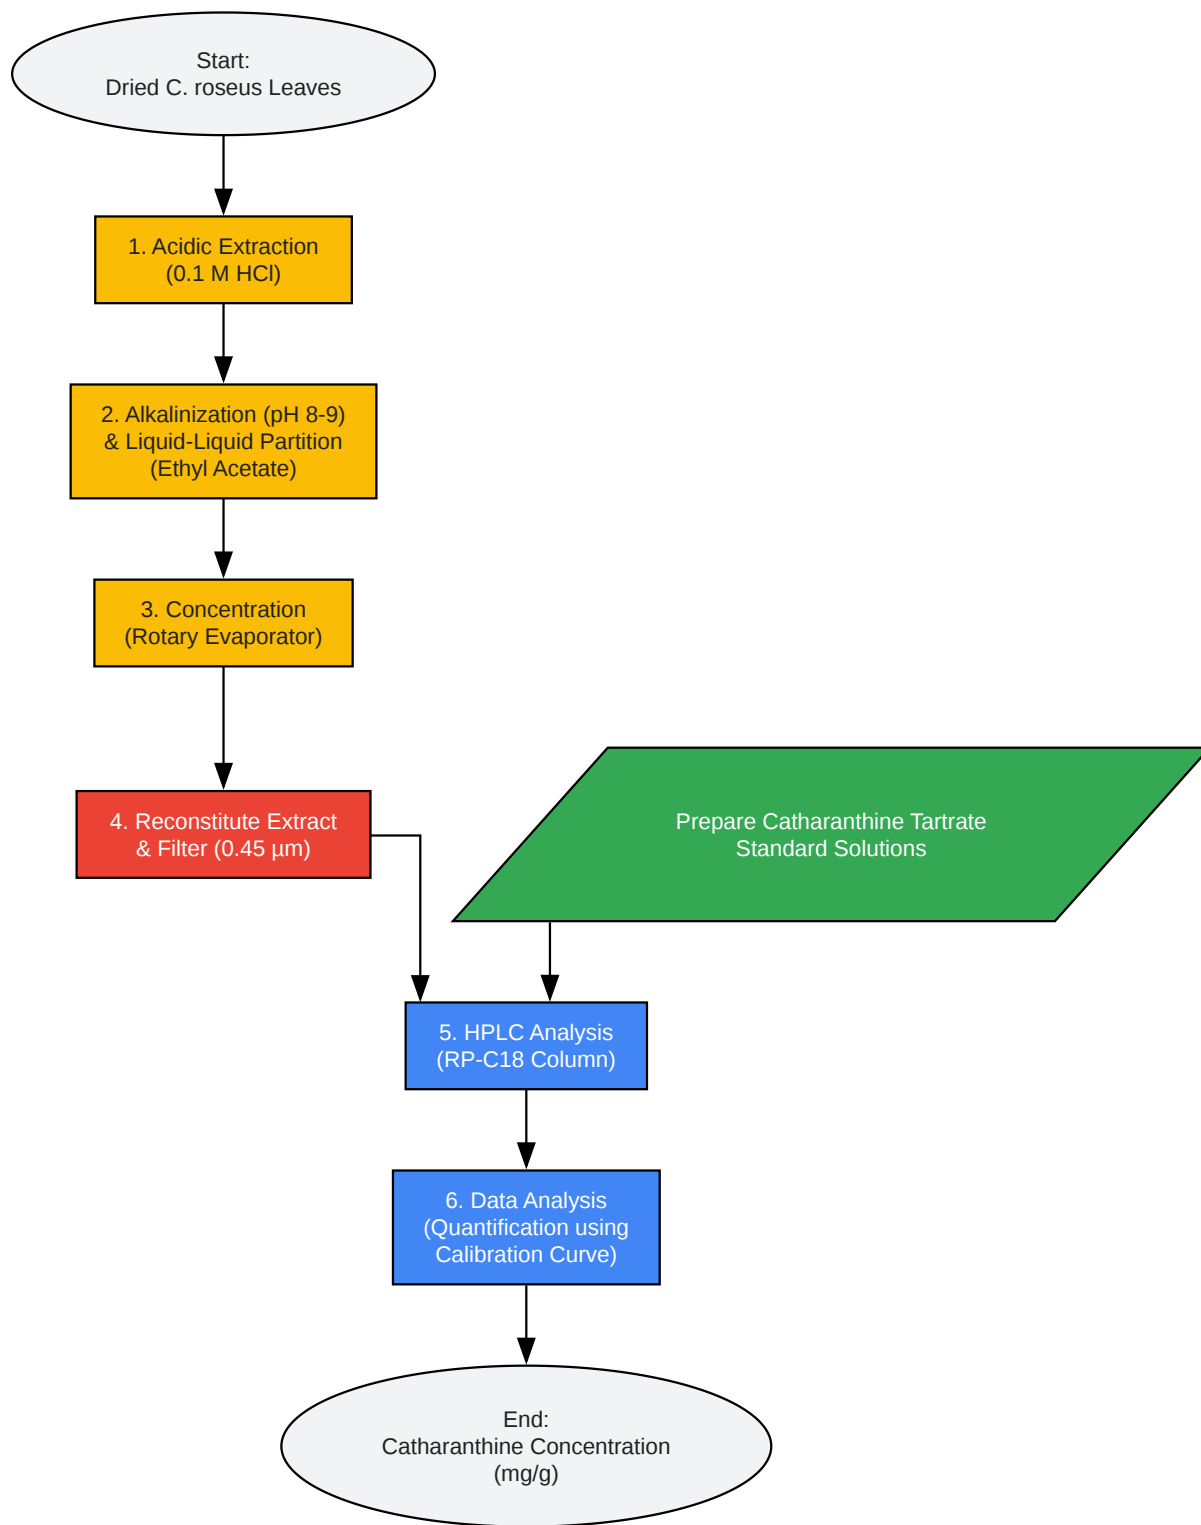 Start:
Dried C. roseus Leaves
1. Acidic Extraction
(0.1 M HCl)
2. Alkalinization (pH 8-9)
& Liquid-Liquid Partition
(Ethyl Acetate)
3. Concentration
(Rotary Evaporator)
4. Reconstitute Extract
& Filter (0.45 µm)
Prepare Catharanthine Tartrate
Standard Solutions
5. HPLC Analysis
(RP-C18 Column)
6. Data Analysis
(Quantification using
Calibration Curve)
End:
Catharanthine Concentration
(mg/g)